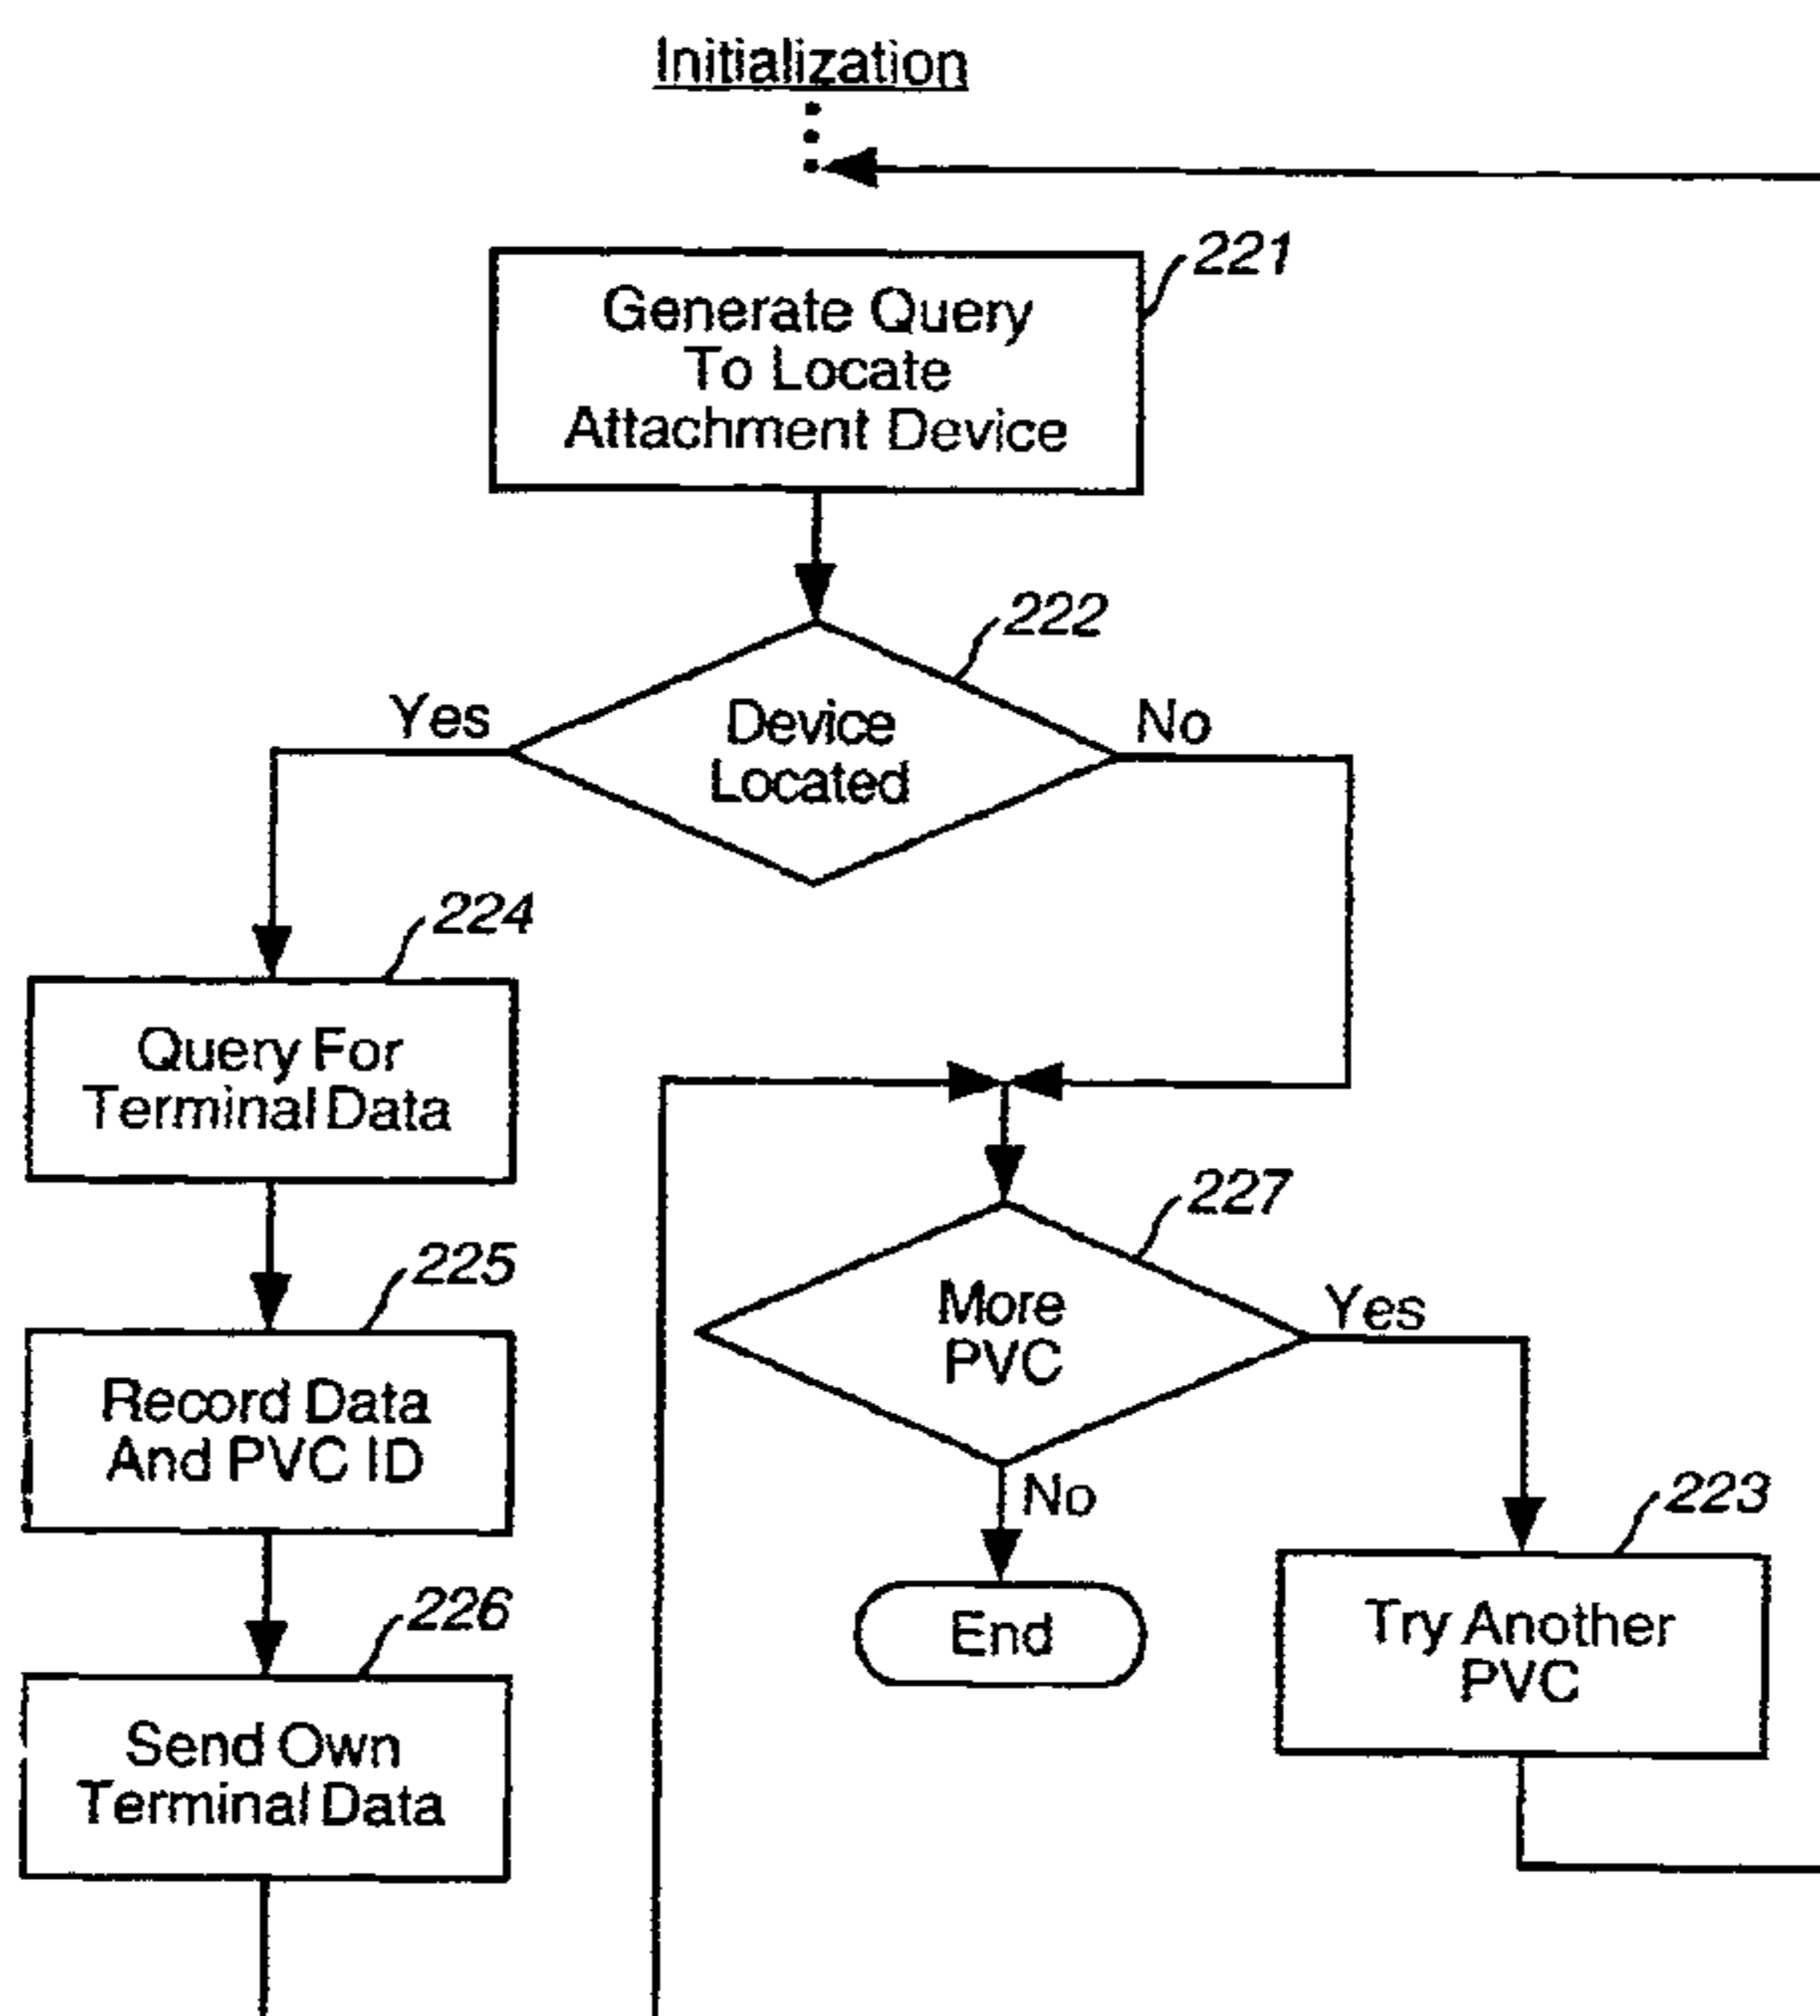 Initialization
221
Generate Query
To Locate
Attachment Device
222
Yes
Device
Located
No
224
Query For
Terminal Data
225
Record Data
And PVC ID
226
Send Own
Terminal Data
227
More
PVC
Yes
No
End
223
Try Another
PVC